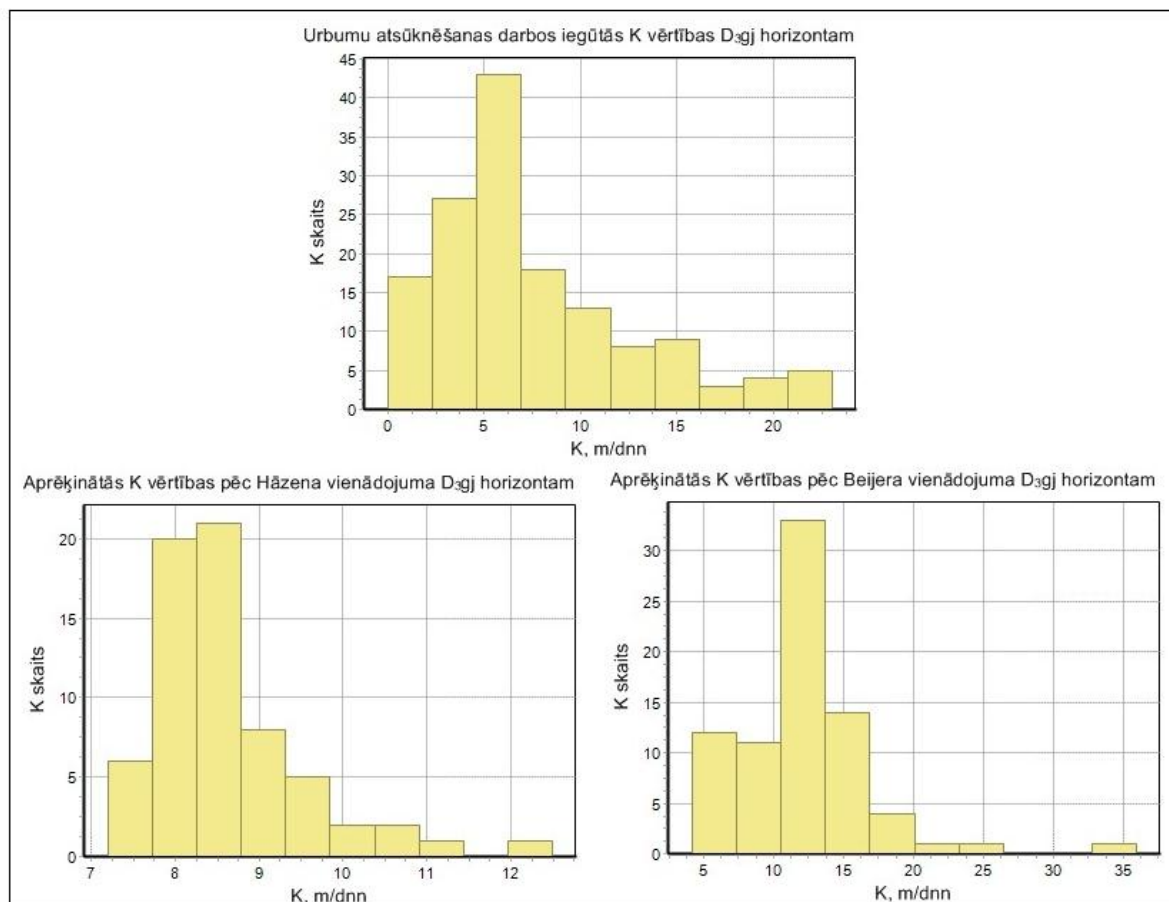 Urbumu atsūknēšanas darbos iegūtās K vērtības D₃gj horizontam
45
40
35
30
25
20
15
10
5
0
K skaits
0 5 10 15 20
K, m/dnn
Aprēķinātās K vērtības pēc Hāzena vienādojuma D₃gj horizontam
20
15
10
5
0
K skaits
7 8 9 10 11 12
K, m/dnn
Aprēķinātās K vērtības pēc Beijera vienādojuma D₃gj horizontam
30
25
20
15
10
5
0
K skaits
5 10 15 20 25 30 35
K, m/dnn